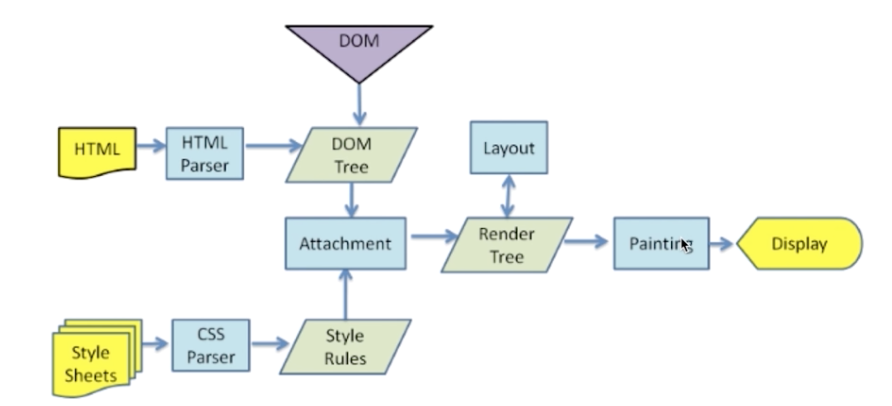 DOM
HTML
HTML
Parser
DOM
Tree
Layout
Attachment
Render
Tree
Painting
Display
Style
Sheets
CSS
Parser
Style
Rules